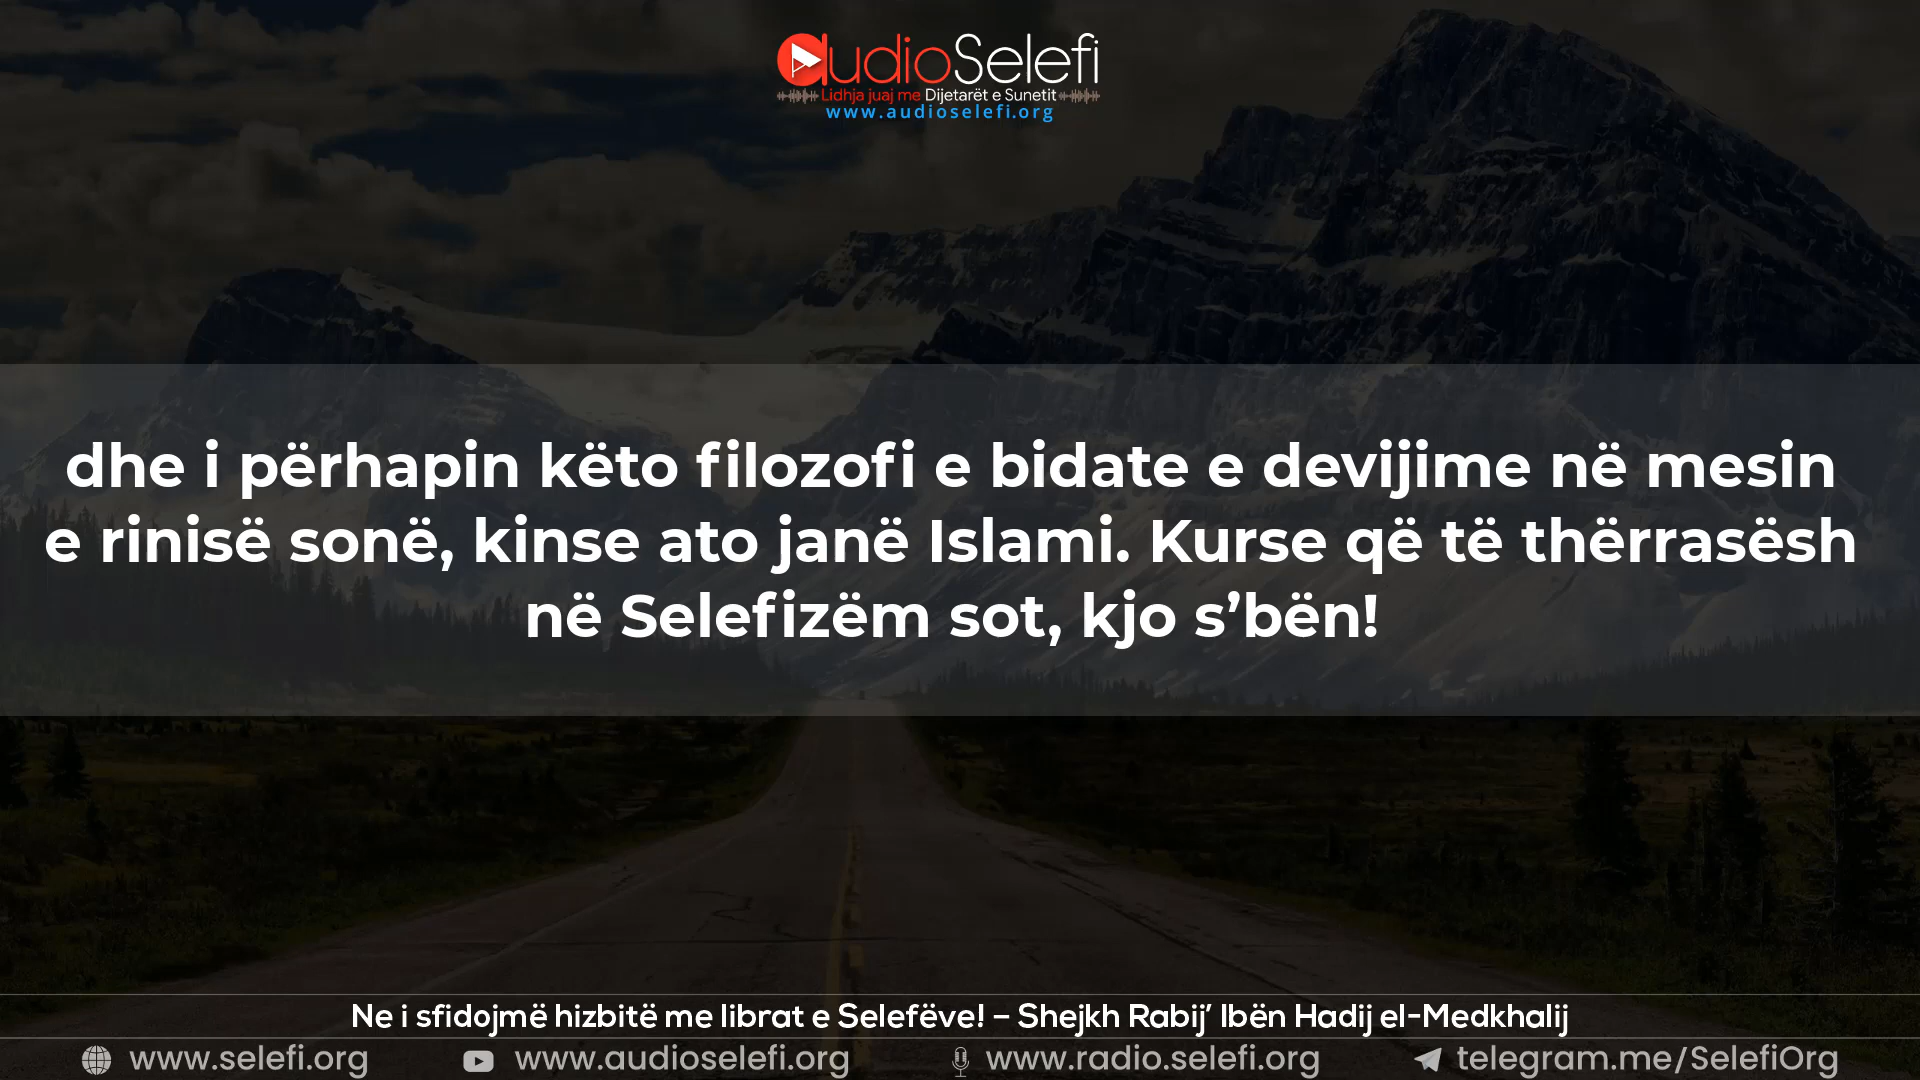 audioSelefi
Lidhja juaj me Dijetarët e Sunetit
www.audioselefi.org
dhe i përhapin këto filozofi e bidate e devijime në mesin
e rinisë sonë, kinse ato janë Islami. Kurse që të thërrasësh
në Selefizëm sot, kjo s’bën!
Ne i sfidojmë hizbitë me librat e Selefëve! – Shejkh Rabij’ Ibën Hadij el-Medkhalij
www.selefi.org www.audioselefi.org www.radio.selefi.org telegram.me/SelefiOrg